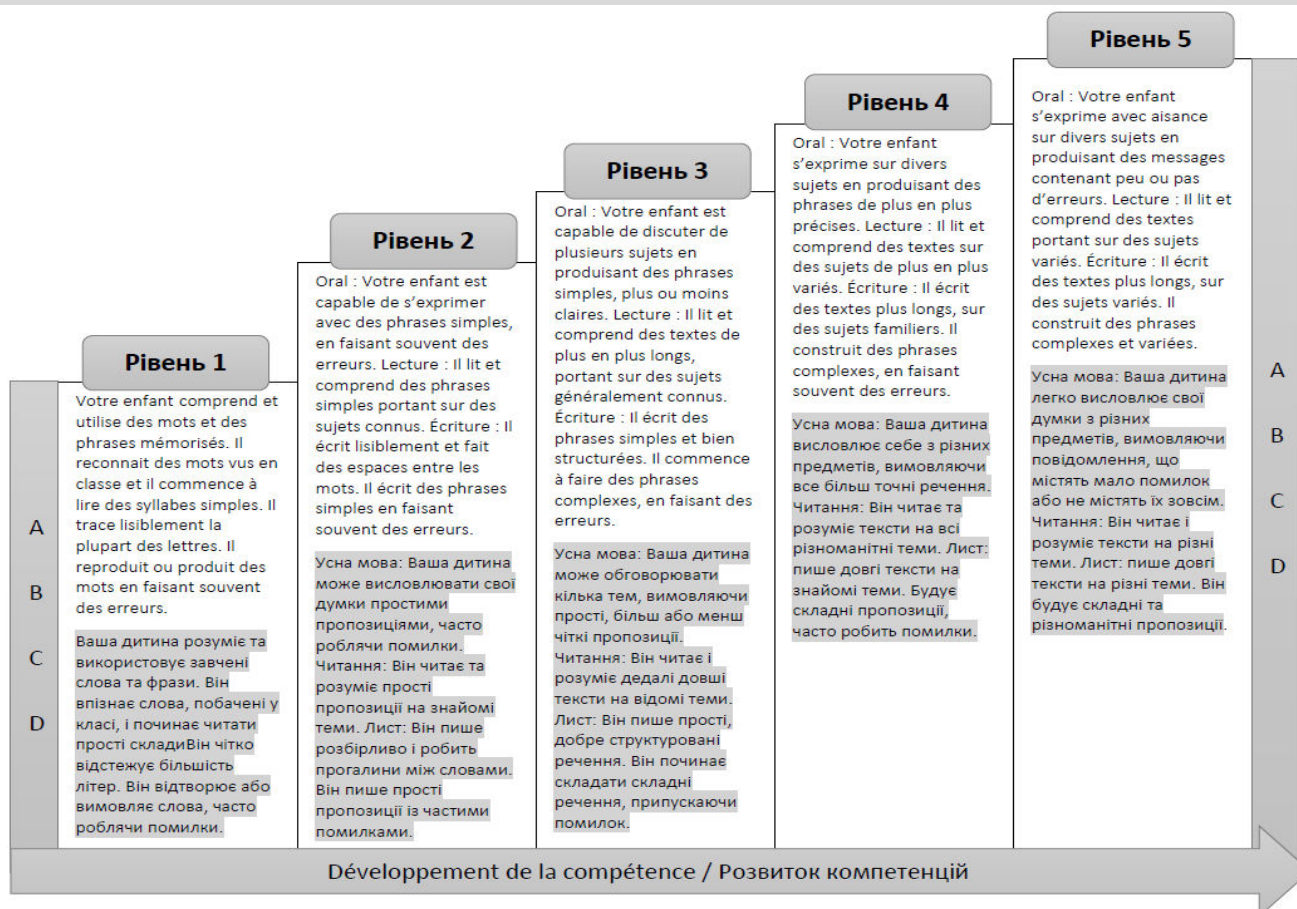 Рівень 1
Votre enfant comprend et
utilise des mots et des
phrases mémorisés. Il
reconnait des mots vus en
classe et il commence à
lire des syllabes simples. Il
trace lisiblement la
plupart des lettres. Il
reproduit ou produit des
mots en faisant souvent
des erreurs.
Ваша дитина розуміє та
використовує завчені
слова та фрази. Він
впізнає слова, побачені у
класі, і починає читати
прості складиВін чітко
відстежує більшість
літер. Він відтворює або
вимовляє слова, часто
роблячи помилки.
Рівень 2
Oral : Votre enfant est
capable de s’exprimer
avec des phrases simples,
en faisant souvent des
erreurs. Lecture : Il lit et
comprend des phrases
simples portant sur des
sujets connus. Écriture : Il
écrit lisiblement et fait
des espaces entre les
mots. Il écrit des phrases
simples en faisant
souvent des erreurs.
Усна мова: Ваша дитина
може висловлювати свої
думки простими
пропозиціями, часто
роблячи помилки.
Читання: Він читає та
розуміє прості
пропозиції на знайомі
теми. Лист: Він пише
розбірливо і робить
прогалини між словами.
Він пише прості
пропозиції із частими
помилками.
Рівень 3
Oral : Votre enfant est
capable de discuter de
plusieurs sujets en
produisant des phrases
simples, plus ou moins
claires. Lecture : Il lit et
comprend des textes de
plus en plus longs,
portant sur des sujets
généralement connus.
Écriture : Il écrit des
phrases simples et bien
structurées. Il commence
à faire des phrases
complexes, en faisant des
erreurs.
Усна мова: Ваша дитина
може обговорювати
кілька тем, вимовляючи
прості, більш або менш
чіткі пропозиції.
Читання: Він читає і
розуміє дедалі довші
тексти на відомі теми.
Лист: Він пише прості,
добре структуровані
речення. Він починає
складати складні
речення, припускаючи
помилок.
Рівень 4
Oral : Votre enfant
s’exprime sur divers
sujets en produisant des
phrases de plus en plus
précises. Lecture : Il lit et
comprend des textes sur
des sujets de plus en plus
variés. Écriture : Il écrit
des textes plus longs, sur
des sujets familiers. Il
construit des phrases
complexes, en faisant
souvent des erreurs.
Усна мова: Ваша дитина
висловлює себе з різних
предметів, вимовляючи
все більш точні речення.
Читання: Він читає та
розуміє тексти на всі
різноманітні теми. Лист:
пише довгі тексти на
знайомі теми. Будує
складні пропозиції,
часто робить помилки.
Рівень 5
Oral : Votre enfant
s’exprime avec aisance
sur divers sujets en
produisant des messages
contenant peu ou pas
d’erreurs. Lecture : Il lit et
comprend des textes
portant sur des sujets
variés. Écriture : Il écrit
des textes plus longs, sur
des sujets variés. Il
construit des phrases
complexes et variées.
Усна мова: Ваша дитина
легко висловлює свої
думки з різних
предметів, вимовляючи
повідомлення, що
містять мало помилок
або не містять їх зовсім.
Читання: Він читає і
розуміє тексти на різні
теми. Лист: пише довгі
тексти на різні теми. Він
будує складні та
різноманітні пропозиції.
A
B
C
D
A
B
C
D
Développement de la compétence / Розвиток компетенцій